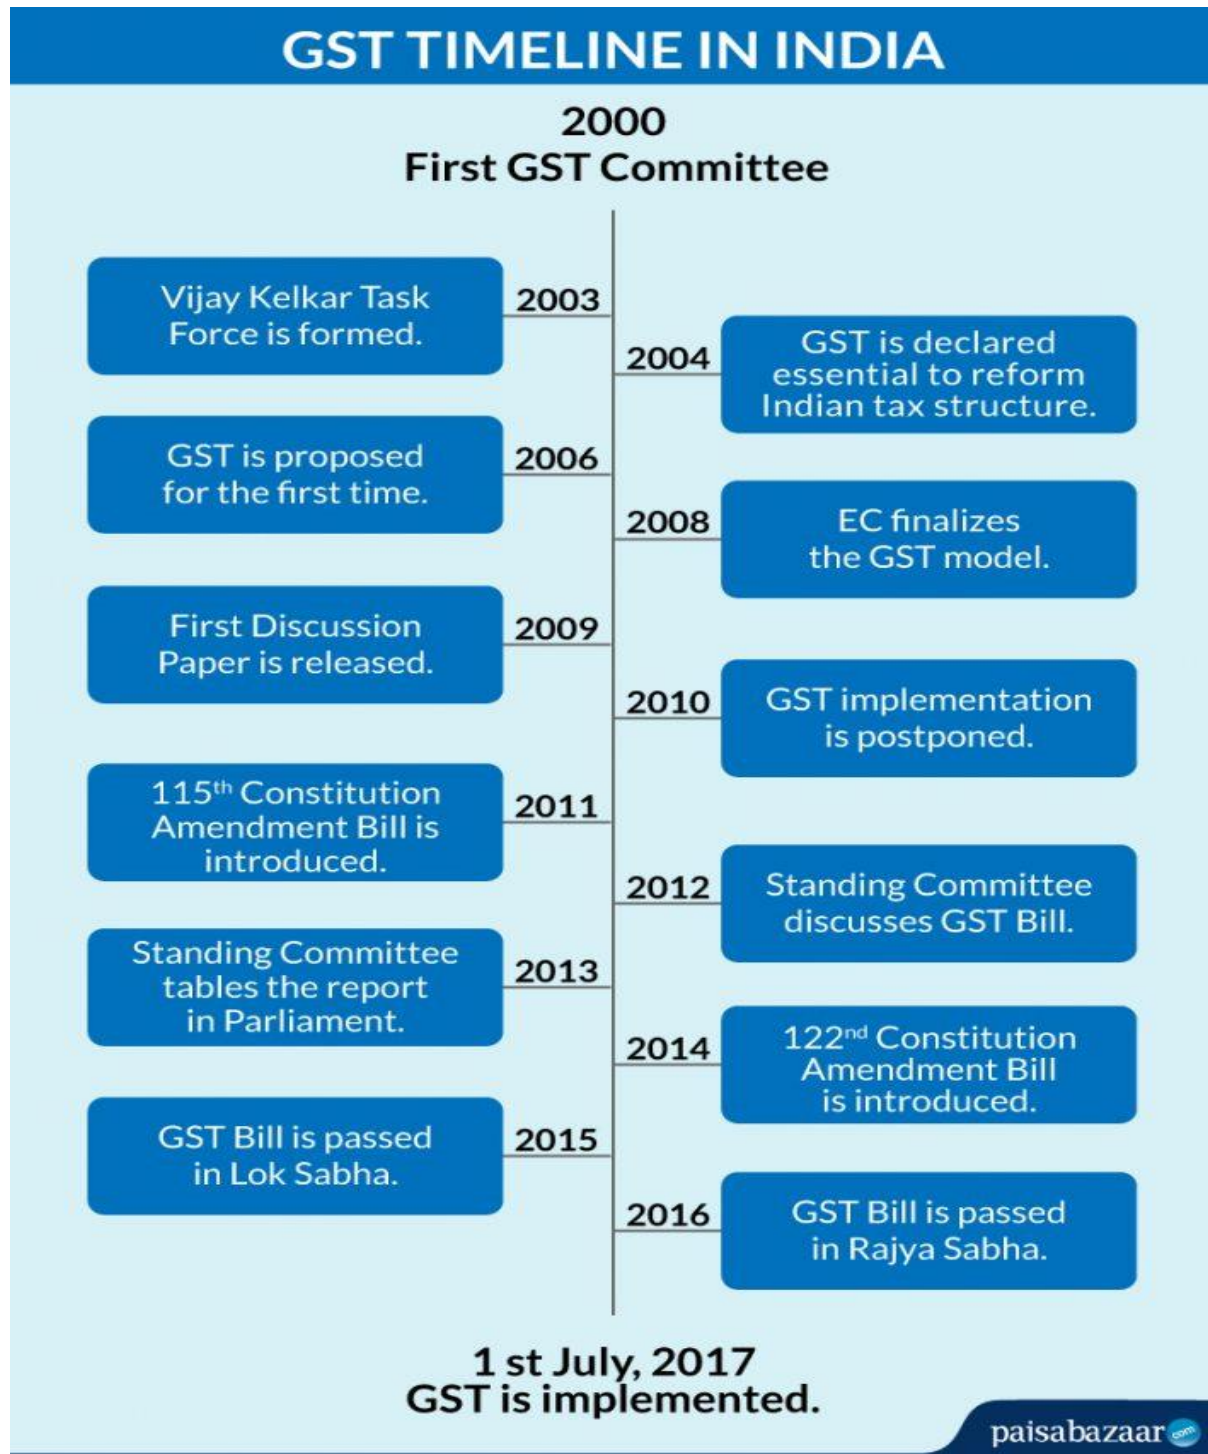 GST TIMELINE IN INDIA
2000
First GST Committee
Vijay Kelkar Task
Force is formed.
2003
2004
GST is declared
essential to reform
Indian tax structure.
GST is proposed
for the first time.
2006
2008
EC finalizes
the GST model.
First Discussion
Paper is released.
2009
2010
GST implementation
is postponed.
115th Constitution
Amendment Bill is
introduced.
2011
2012
Standing Committee
discusses GST Bill.
Standing Committee
tables the report
in Parliament.
2013
2014
122nd Constitution
Amendment Bill
is introduced.
GST Bill is passed
in Lok Sabha.
2015
2016
GST Bill is passed
in Rajya Sabha.
1 st July, 2017
GST is implemented.
paisabazaar com